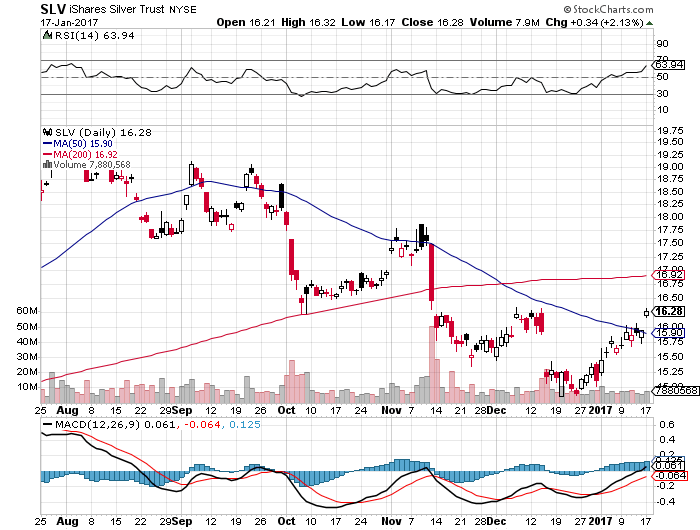 SLV iShares Silver Trust NYSE © StockCharts.com
17-Jan-2017 Open 16.21 High 16.32 Low 16.17 Close 16.28 Volume 7.9M Chg +0.34 (+2.13%)
RSI(14) 63.94
90
70
63.94
50
30
10
SLV (Daily) 16.28
MA(50) 15.90
MA(200) 16.92
Volume 7,880,568
19.75
19.50
19.25
19.00
18.75
18.50
18.25
18.00
17.75
17.50
17.25
17.00
16.92
16.28
16.00
15.90
15.75
15.50
15.25
60M
50M
40M
30M
20M
10M
7880568
25 Aug 8 15 22 29 Sep 12 19 26 Oct 10 17 24 Nov 7 14 21 28 Dec 12 19 27 2017 9 17
MACD(12,26,9) 0.061, -0.064, 0.125
0.6
0.4
0.2
0.125
0.061
-0.064
-0.2
-0.4
25 Aug 8 15 22 29 Sep 12 19 26 Oct 10 17 24 Nov 7 14 21 28 Dec 12 19 27 2017 9 17